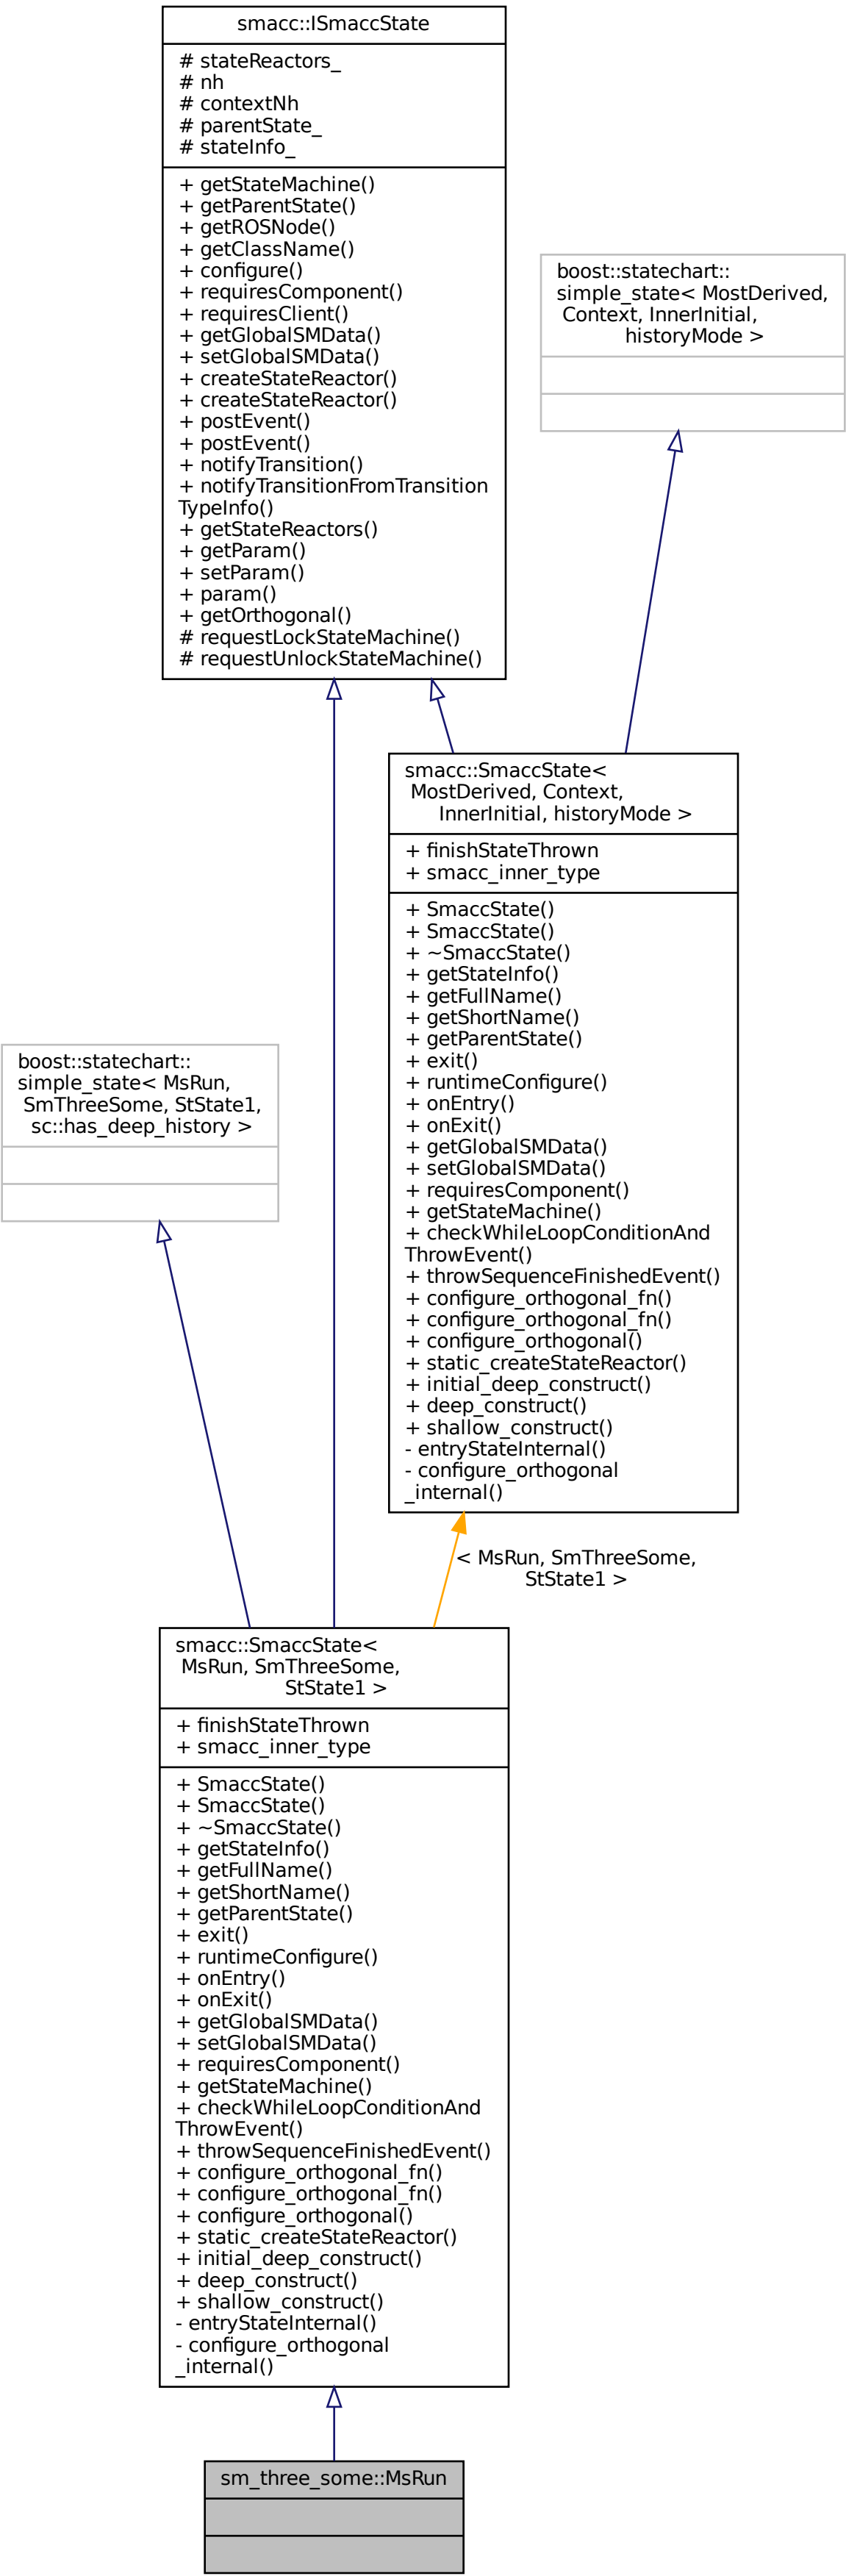 smacc::ISmaccState
# stateReactors_
# nh
# contextNh
# parentState_
# stateInfo_
+ getStateMachine()
+ getParentState()
+ getROSNode()
+ getClassName()
+ configure()
+ requiresComponent()
+ requiresClient()
+ getGlobalSMData()
+ setGlobalSMData()
+ createStateReactor()
+ createStateReactor()
+ postEvent()
+ postEvent()
+ notifyTransition()
+ notifyTransitionFromTransition
TypeInfo()
+ getStateReactors()
+ getParam()
+ setParam()
+ param()
+ getOrthogonal()
# requestLockStateMachine()
# requestUnlockStateMachine()
boost::statechart::
simple_state< MostDerived,
Context, InnerInitial,
historyMode >
smacc::SmaccState<
MostDerived, Context,
InnerInitial, historyMode >
+ finishStateThrown
+ smacc_inner_type
+ SmaccState()
+ SmaccState()
+ ~SmaccState()
+ getStateInfo()
+ getFullName()
+ getShortName()
+ getParentState()
+ exit()
+ runtimeConfigure()
+ onEntry()
+ onExit()
+ getGlobalSMData()
+ setGlobalSMData()
+ requiresComponent()
+ getStateMachine()
+ checkWhileLoopConditionAnd
ThrowEvent()
+ throwSequenceFinishedEvent()
+ configure_orthogonal_fn()
+ configure_orthogonal_fn()
+ configure_orthogonal()
+ static_createStateReactor()
+ initial_deep_construct()
+ deep_construct()
+ shallow_construct()
- entryStateInternal()
- configure_orthogonal
_internal()
boost::statechart::
simple_state< MsRun,
SmThreeSome, StState1,
sc::has_deep_history >
< MsRun, SmThreeSome,
StState1 >
smacc::SmaccState<
MsRun, SmThreeSome,
StState1 >
+ finishStateThrown
+ smacc_inner_type
+ SmaccState()
+ SmaccState()
+ ~SmaccState()
+ getStateInfo()
+ getFullName()
+ getShortName()
+ getParentState()
+ exit()
+ runtimeConfigure()
+ onEntry()
+ onExit()
+ getGlobalSMData()
+ setGlobalSMData()
+ requiresComponent()
+ getStateMachine()
+ checkWhileLoopConditionAnd
ThrowEvent()
+ throwSequenceFinishedEvent()
+ configure_orthogonal_fn()
+ configure_orthogonal_fn()
+ configure_orthogonal()
+ static_createStateReactor()
+ initial_deep_construct()
+ deep_construct()
+ shallow_construct()
- entryStateInternal()
- configure_orthogonal
_internal()
sm_three_some::MsRun